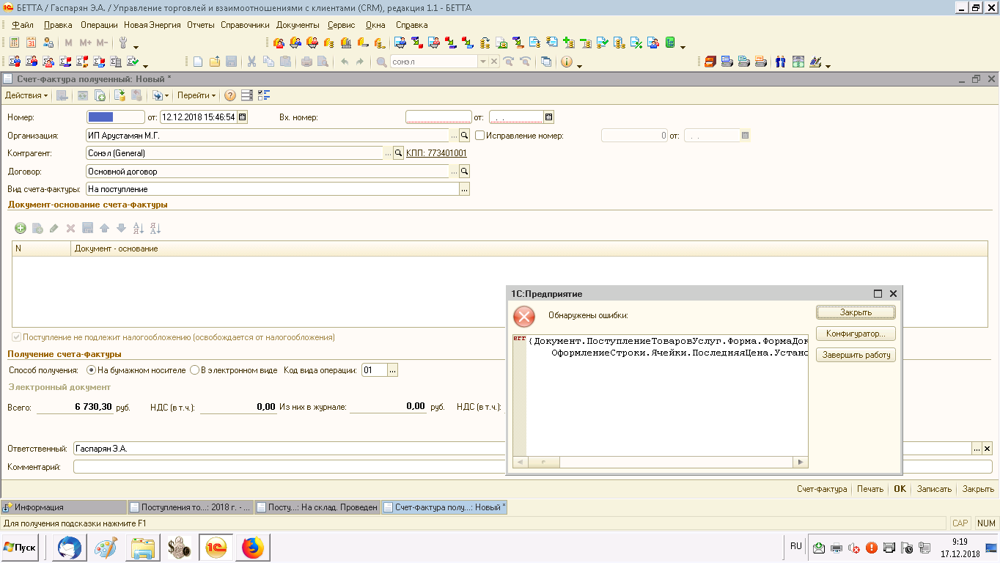 БЕТТА / Гаспарян Э.А. / Управление торговлей и взаимоотношениями с клиентами (CRM), редакция 1.1 - БЕТТА
Файл Правка Операции Новая Энергия Отчеты Справочники Документы Сервис Окна Справка
M M+ M-
сонэл
Счет-фактура полученный: Новый *
Действия Перейти
Номер: от: 12.12.2018 15:46:54 Вх. номер: от: . .
Организация: ИП Арустамян М.Г. ... Исправление номер: 0 от: . .
Контрагент: Сонэл (General) ... КПП: 773401001
Договор: Основной договор ...
Вид счета-фактуры: На поступление ...
Документ-основание счета-фактуры
N Документ - основание
Поступление не подлежит налогообложению (освобождается от налогообложения)
Получение счета-фактуры
Способ получения: На бумажном носителе В электронном виде Код вида операции: 01 ...
Электронный документ
Всего: 6 730,30 руб. НДС (в т.ч.): 0,00 Из них в журнале: 0,00 руб. НДС (в т.ч.):
Ответственный: Гаспарян Э.А. ...
Комментарий:
1С:Предприятие
Обнаружены ошибки:
Закрыть
Конфигуратор...
Завершить работу
err {Документ.ПоступлениеТоваровУслуг.Форма.ФормаДок
ОформлениеСтроки.Ячейки.ПоследняяЦена.Устано
Счет-фактура Печать OK Записать Закрыть
Информация Поступления то...: 2018 г. - ... Посту...: На склад. Проведен Счет-фактура полу...: Новый *
Для получения подсказки нажмите F1 CAP NUM
Пуск 1С RU 9:19
17.12.2018